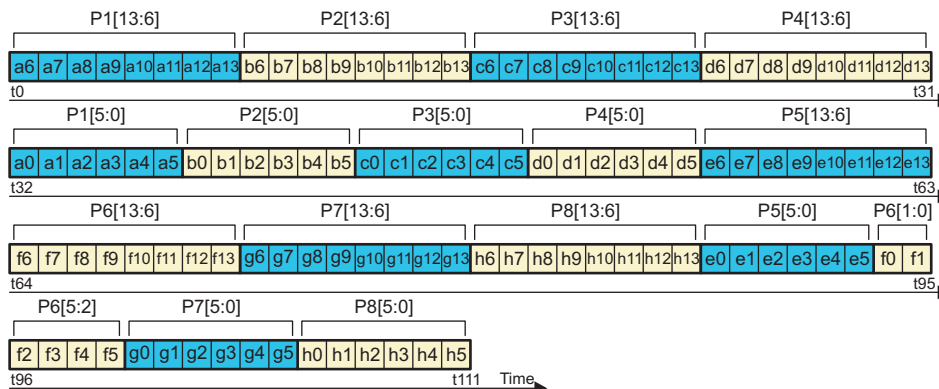 P1[13:6] P2[13:6] P3[13:6] P4[13:6]
a6 a7 a8 a9 a10 a11 a12 a13 b6 b7 b8 b9 b10 b11 b12 b13 c6 c7 c8 c9 c10 c11 c12 c13 d6 d7 d8 d9 d10 d11 d12 d13
t0 t31
P1[5:0] P2[5:0] P3[5:0] P4[5:0] P5[13:6]
a0 a1 a2 a3 a4 a5 b0 b1 b2 b3 b4 b5 c0 c1 c2 c3 c4 c5 d0 d1 d2 d3 d4 d5 e6 e7 e8 e9 e10 e11 e12 e13
t32 t63
P6[13:6] P7[13:6] P8[13:6] P5[5:0] P6[1:0]
f6 f7 f8 f9 f10 f11 f12 f13 g6 g7 g8 g9 g10 g11 g12 g13 h6 h7 h8 h9 h10 h11 h12 h13 e0 e1 e2 e3 e4 e5 f0 f1
t64 t95
P6[5:2] P7[5:0] P8[5:0]
f2 f3 f4 f5 g0 g1 g2 g3 g4 g5 h0 h1 h2 h3 h4 h5
t96 t111 Time